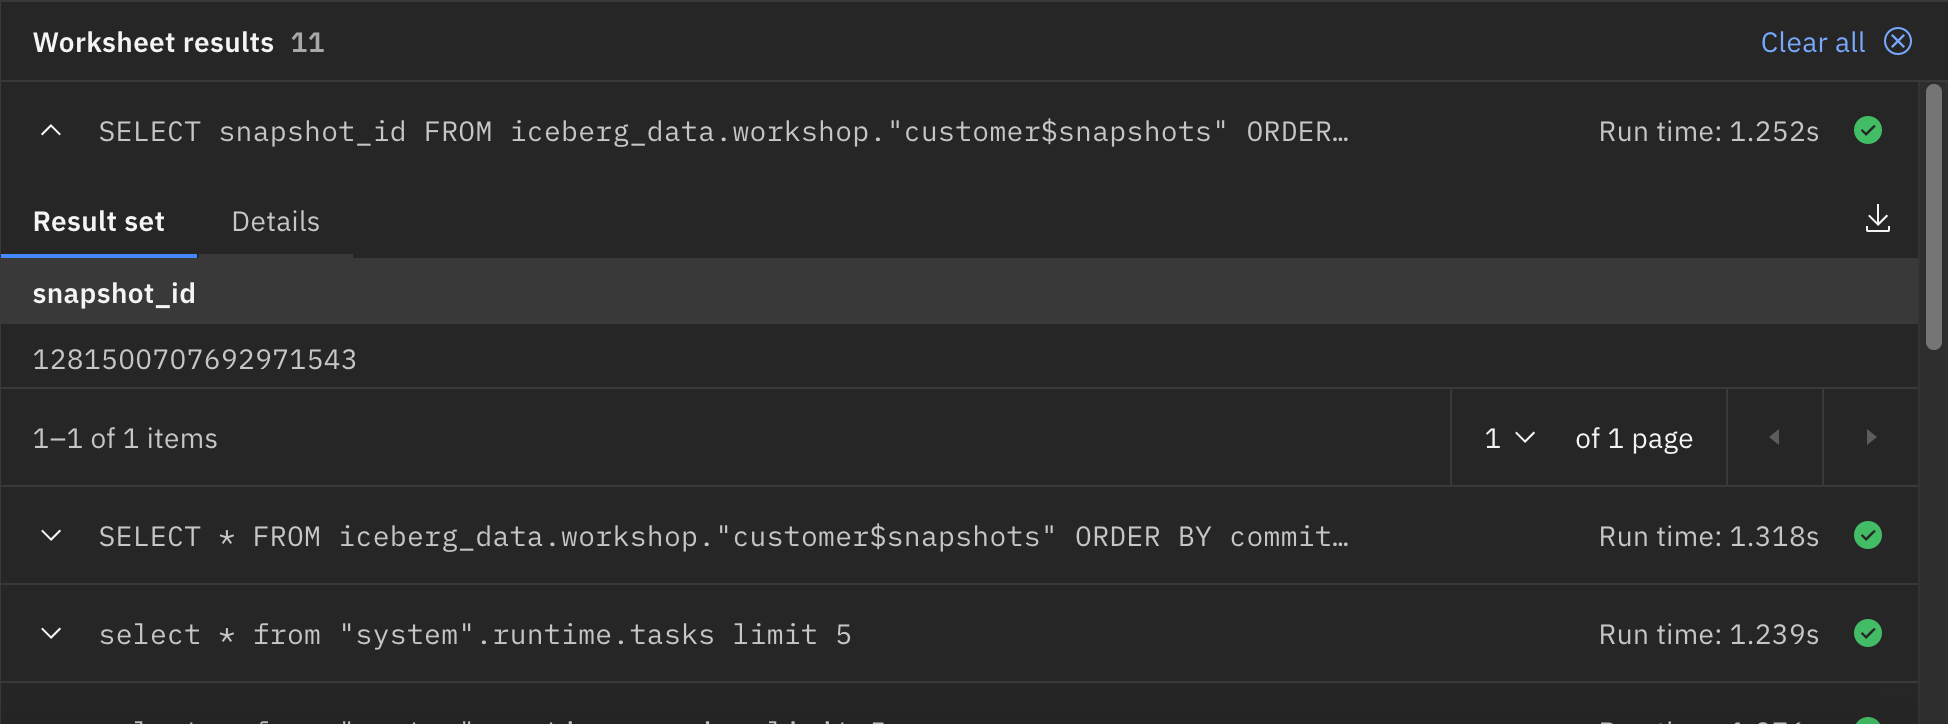 Worksheet results 11 Clear all
SELECT snapshot_id FROM iceberg_data.workshop."customer$snapshots" ORDER… Run time: 1.252s
Result set Details
snapshot_id
1281500707692971543
1–1 of 1 items 1 of 1 page
SELECT * FROM iceberg_data.workshop."customer$snapshots" ORDER BY commit… Run time: 1.318s
select * from "system".runtime.tasks limit 5 Run time: 1.239s